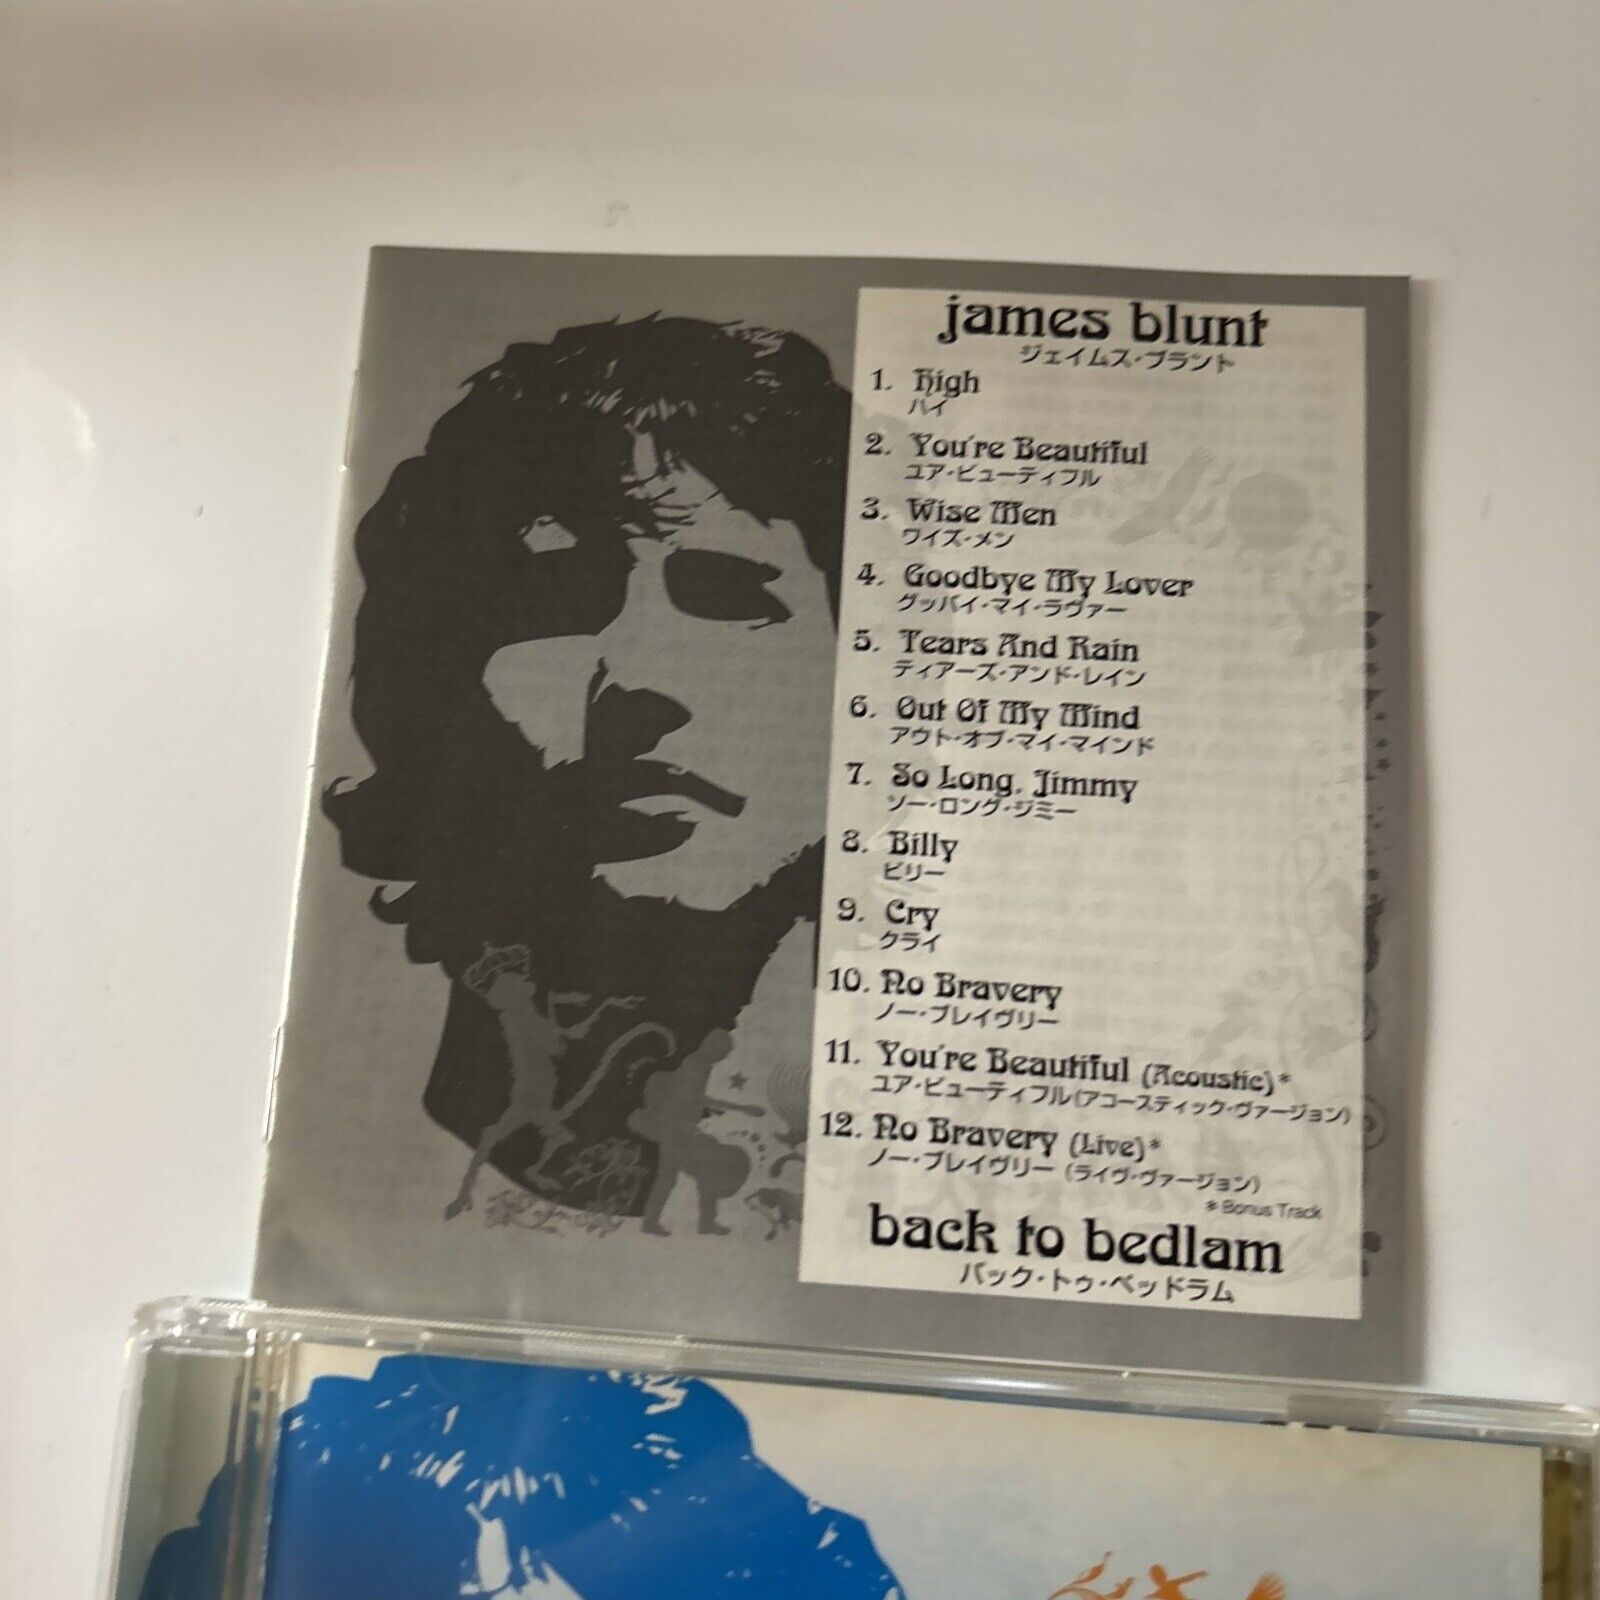 james blunt
ジェイムス・ブラント
1. High
ハイ
2. You're Beautiful
ユア・ビューティフル
3. Wise Men
ワイズ・メン
4. Goodbye My Lover
グッバイ・マイ・ラヴァー
5. Tears And Rain
ティアーズ・アンド・レイン
6. Out Of My Mind
アウト・オブ・マイ・マインド
7. So Long, Jimmy
ソー・ロング・ジミー
8. Billy
ビリー
9. Cry
クライ
10. No Bravery
ノー・ブレイヴリー
11. You're Beautiful (Acoustic)*
ユア・ビューティフル(アコースティック・ヴァージョン)
12. No Bravery (Live)*
ノー・ブレイヴリー (ライヴ・ヴァージョン)
* Bonus Track
back to bedlam
バック・トゥ・ベッドラム